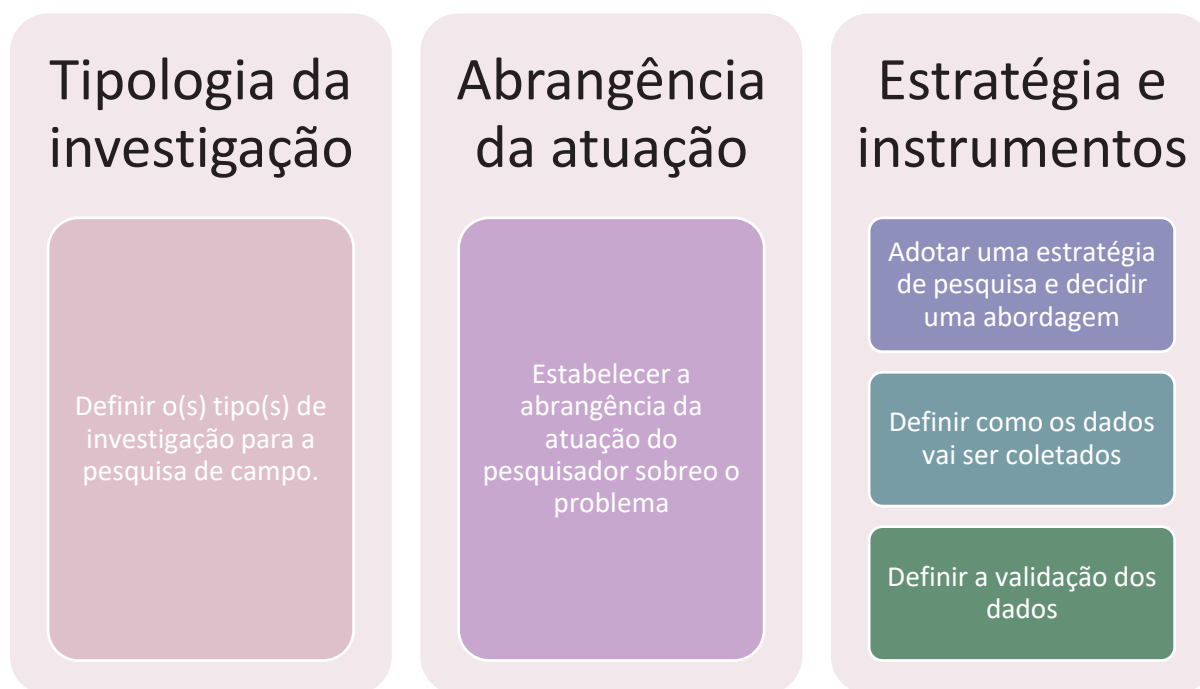 Tipologia da
investigação
Definir o(s) tipo(s) de
investigação para a
pesquisa de campo.
Abrangência
da atuação
Estabelecer a
abrangência da
atuação do
pesquisador sobreo o
problema
Estratégia e
instrumentos
Adotar uma estratégia
de pesquisa e decidir
uma abordagem
Definir como os dados
vai ser coletados
Definir a validação dos
dados